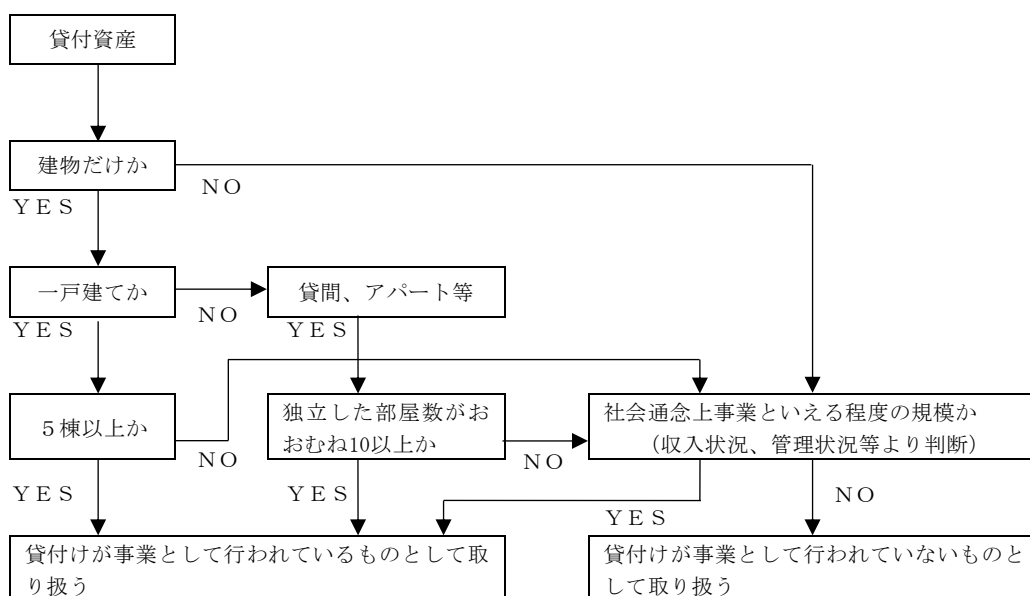 貸付資産
建物だけか
NO
YES
一戸建てか
貸間、アパート等
NO
YES
YES
5棟以上か
独立した部屋数がお
おむね10以上か
社会通念上事業といえる程度の規模か
(収入状況、管理状況等より判断)
NO
NO
YES
YES
YES
NO
貸付けが事業として行われているものとして取
り扱う
貸付けが事業として行われていないものと
して取り扱う